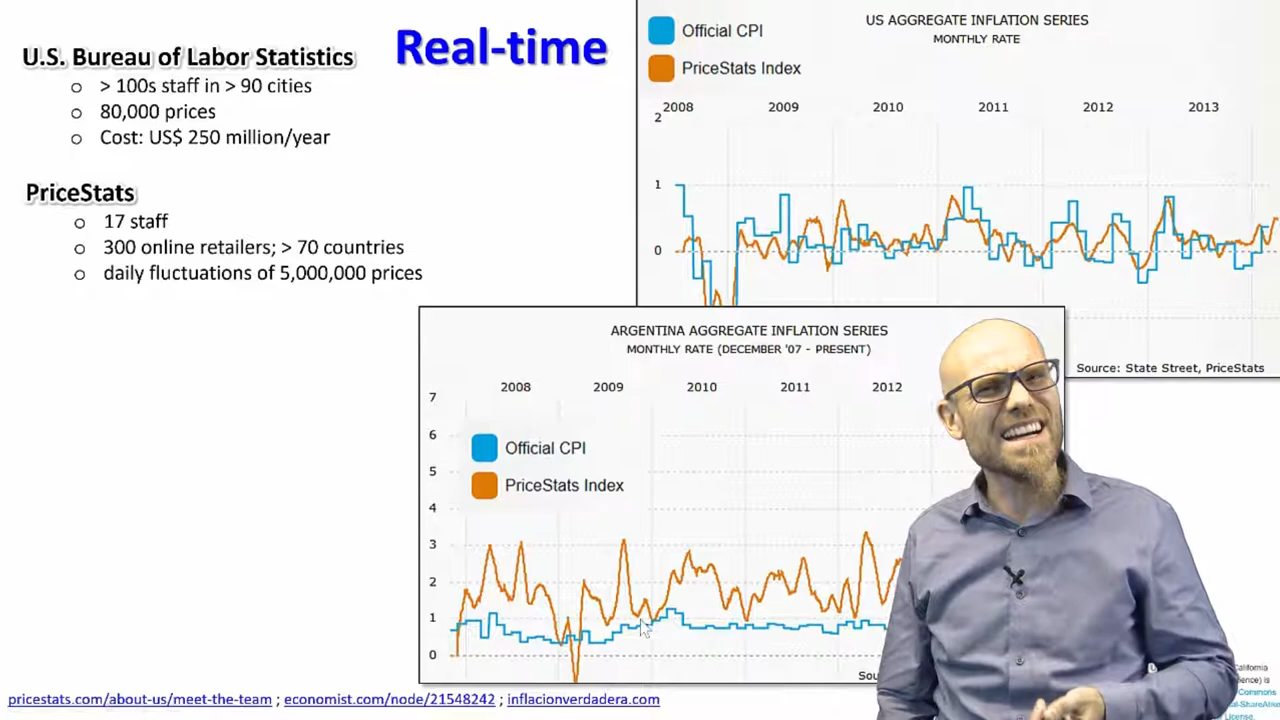 Real-time
U.S. Bureau of Labor Statistics
> 100s staff in > 90 cities
80,000 prices
Cost: US$ 250 million/year
PriceStats
17 staff
300 online retailers; > 70 countries
daily fluctuations of 5,000,000 prices
US AGGREGATE INFLATION SERIES
MONTHLY RATE
Official CPI
PriceStats Index
2008 2009 2010 2011 2012 2013
2
1
0
Source: State Street, PriceStats
ARGENTINA AGGREGATE INFLATION SERIES
MONTHLY RATE (DECEMBER '07 - PRESENT)
2008 2009 2010 2011 2012
7
6
Official CPI
5
PriceStats Index
4
3
2
1
0
pricestats.com/about-us/meet-the-team ; economist.com/node/21548242 ; inflacionverdadera.com
California
Commons
License.